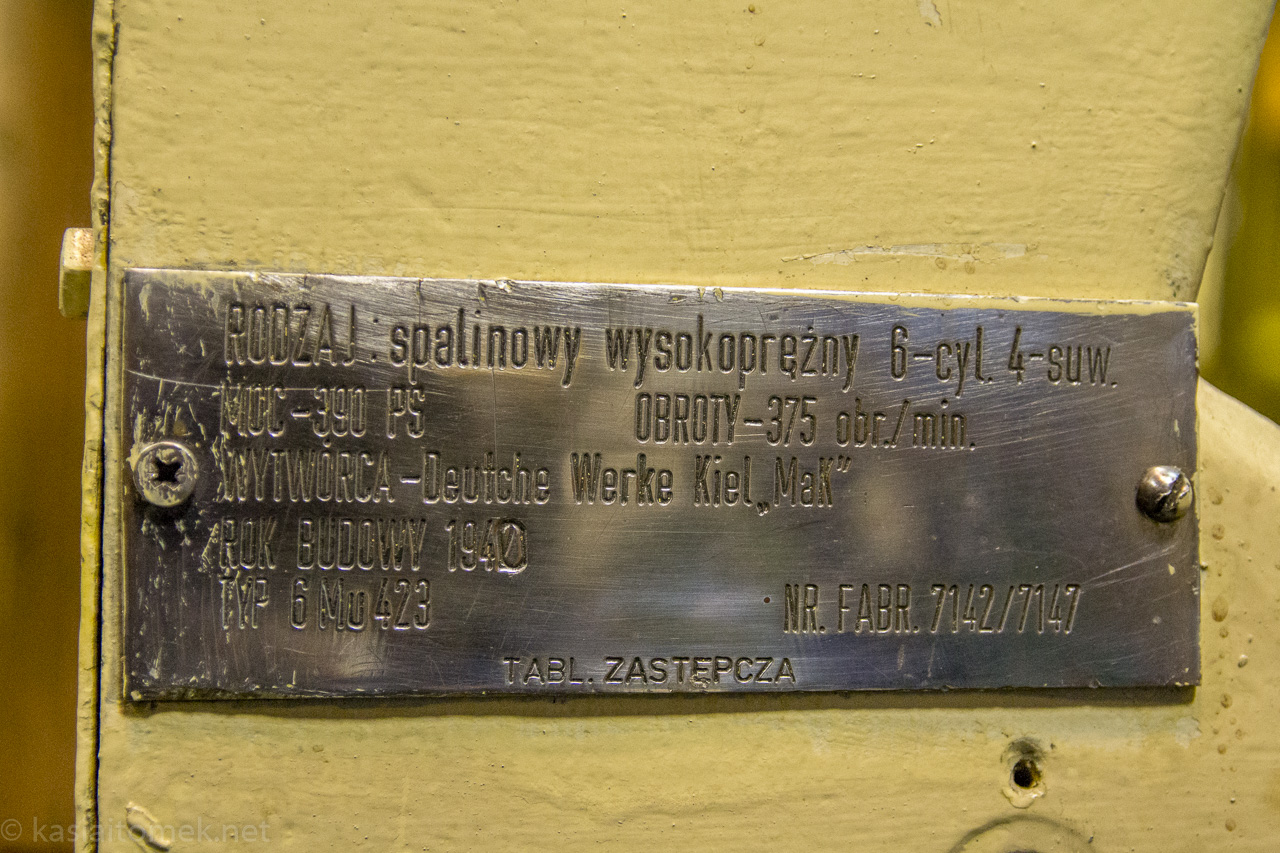 RODZAJ: spalinowy wysokoprężny 6-cyl. 4-suw.
MOC-390 PS OBROTY-375 obr./min.
WYTWÓRCA-Deutche Werke Kiel „MaK”
ROK BUDOWY 1940
TYP 6 Mu 423 NR. FABR. 7142/7147
TABL. ZASTĘPCZA
© kasiaitomek.net